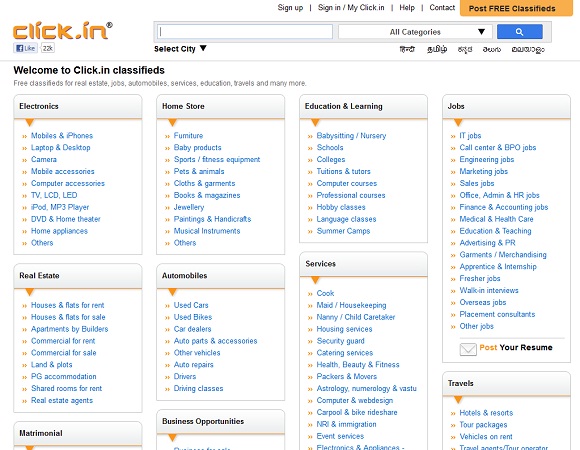 Sign up | Sign in / My Click.in | Help | Contact Post FREE Classifieds
click.in®
All Categories
Like 22k
Select City ▼
हिन्दी தமிழ் ಕನ್ನಡ తెలుగు മലയാളം
Welcome to Click.in classifieds
Free classifieds for real estate, jobs, automobiles, services, education, travels and many more.
Electronics
Mobiles & iPhones
Laptop & Desktop
Camera
Mobile accessories
Computer accessories
TV, LCD, LED
iPod, MP3 Player
DVD & Home theater
Home appliances
Others
Real Estate
Houses & flats for rent
Houses & flats for sale
Apartments by Builders
Commercial for rent
Commercial for sale
Land & plots
PG accommodation
Shared rooms for rent
Real estate agents
Matrimonial
Home Store
Furniture
Baby products
Sports / fitness equipment
Pets & animals
Cloths & garments
Books & magazines
Jewellery
Paintings & Handicrafts
Musical Instruments
Others
Automobiles
Used Cars
Used Bikes
Car dealers
Auto parts & accessories
Other vehicles
Auto repairs
Drivers
Driving classes
Business Opportunities
Education & Learning
Babysitting / Nursery
Schools
Colleges
Tuitions & tutors
Computer courses
Professional courses
Hobby classes
Language classes
Summer Camps
Services
Cook
Maid / Housekeeping
Nanny / Child Caretaker
Housing services
Security guard
Catering services
Health, Beauty & Fitness
Packers & Movers
Astrology, numerology & vastu
Computer & webdesign
Carpool & bike rideshare
NRI & immigration
Event services
Electronics & Appliances -
Jobs
IT jobs
Call center & BPO jobs
Engineering jobs
Marketing jobs
Sales jobs
Office, Admin & HR jobs
Finance & Accounting jobs
Medical & Health Care
Education & Teaching
Advertising & PR
Garments / Merchandising
Apprentice & Internship
Fresher jobs
Walk-in interviews
Overseas jobs
Placement consultants
Other jobs
Post Your Resume
Travels
Hotels & resorts
Tour packages
Vehicles on rent
Travel agents/Tour operator